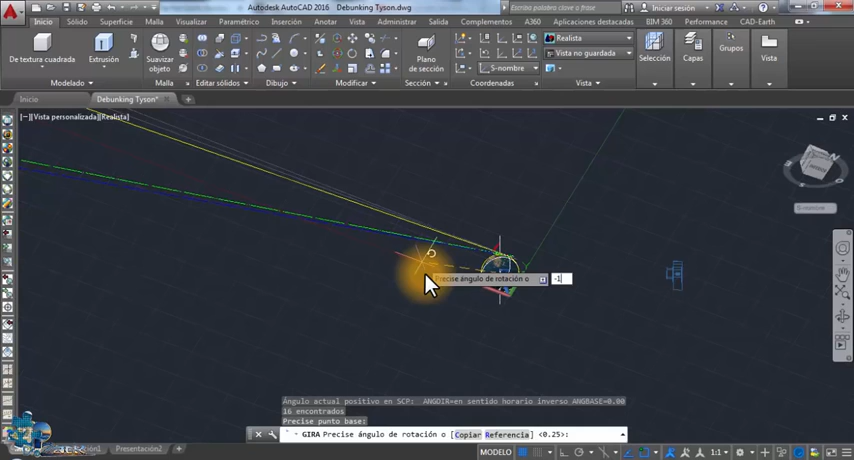 Autodesk AutoCAD 2016 Debunking Tyson.dwg
Escriba palabra clave o frase
Iniciar sesión
Inicio Sólido Superficie Malla Visualizar Paramétrico Inserción Anotar Vista Administrar Salida Complementos A360 Aplicaciones destacadas BIM 360 Performance CAD-Earth
De textura cuadrada
Extrusión
Suavizar objeto
Plano de sección
S-nombre
Realista
Vista no guardada
Selección
Capas
Grupos
Vista
Modelado
Malla
Editar sólidos
Dibujo
Modificar
Sección
Coordenadas
Vista
Inicio
Debunking Tyson*
[−][Vista personalizada][Realista]
N
S-nombre
Precise ángulo de rotación o
-1
Ángulo actual positivo en SCP: ANGDIR=en sentido horario inverso ANGBASE=0.00
16 encontrados
Precise punto base:
GIRA Precise ángulo de rotación o [Copiar Referencia] <0.25>:
Presentación2
MODELO
1:1